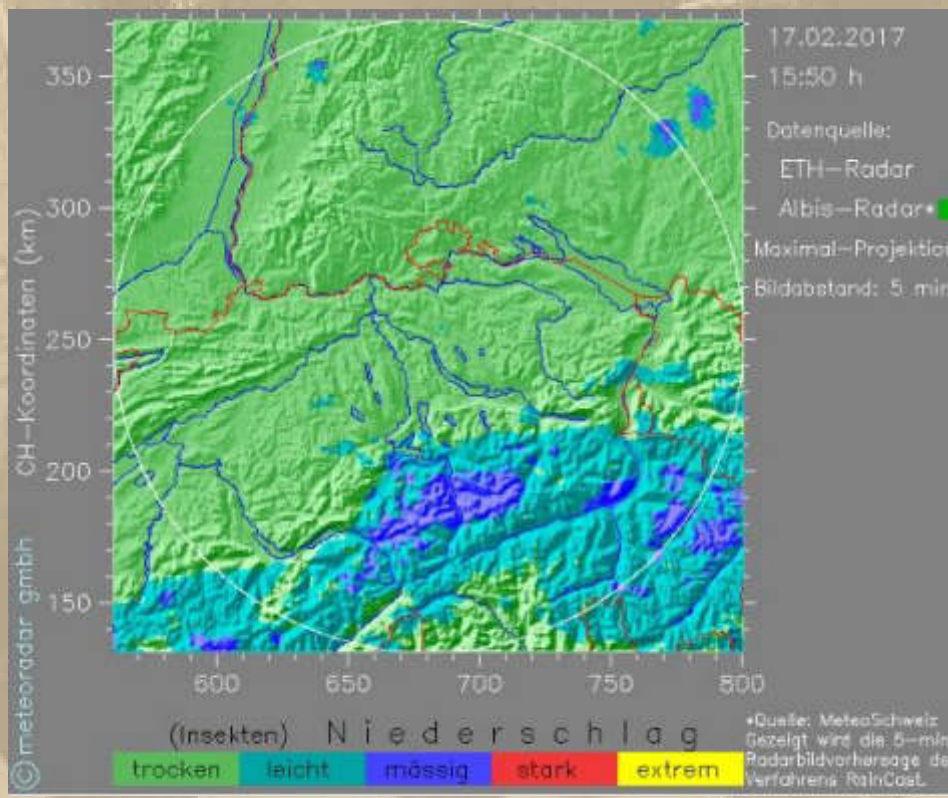 17.02.2017
15:50 h
Datenquelle:
ETH-Radar
Albis-Radar*
Maximal-Projektion
Bildabstand: 5 min
CH-Koordinaten (km)
350
300
250
200
150
600 650 700 750 800
© meteoradar gmbh
(Insekten) Niederschlag
trocken leicht mässig stark extrem
*Quelle: MeteoSchweiz
Gezeigt wird die 5-min
Radarbildvorhersage de
Verfahrens RainCast.